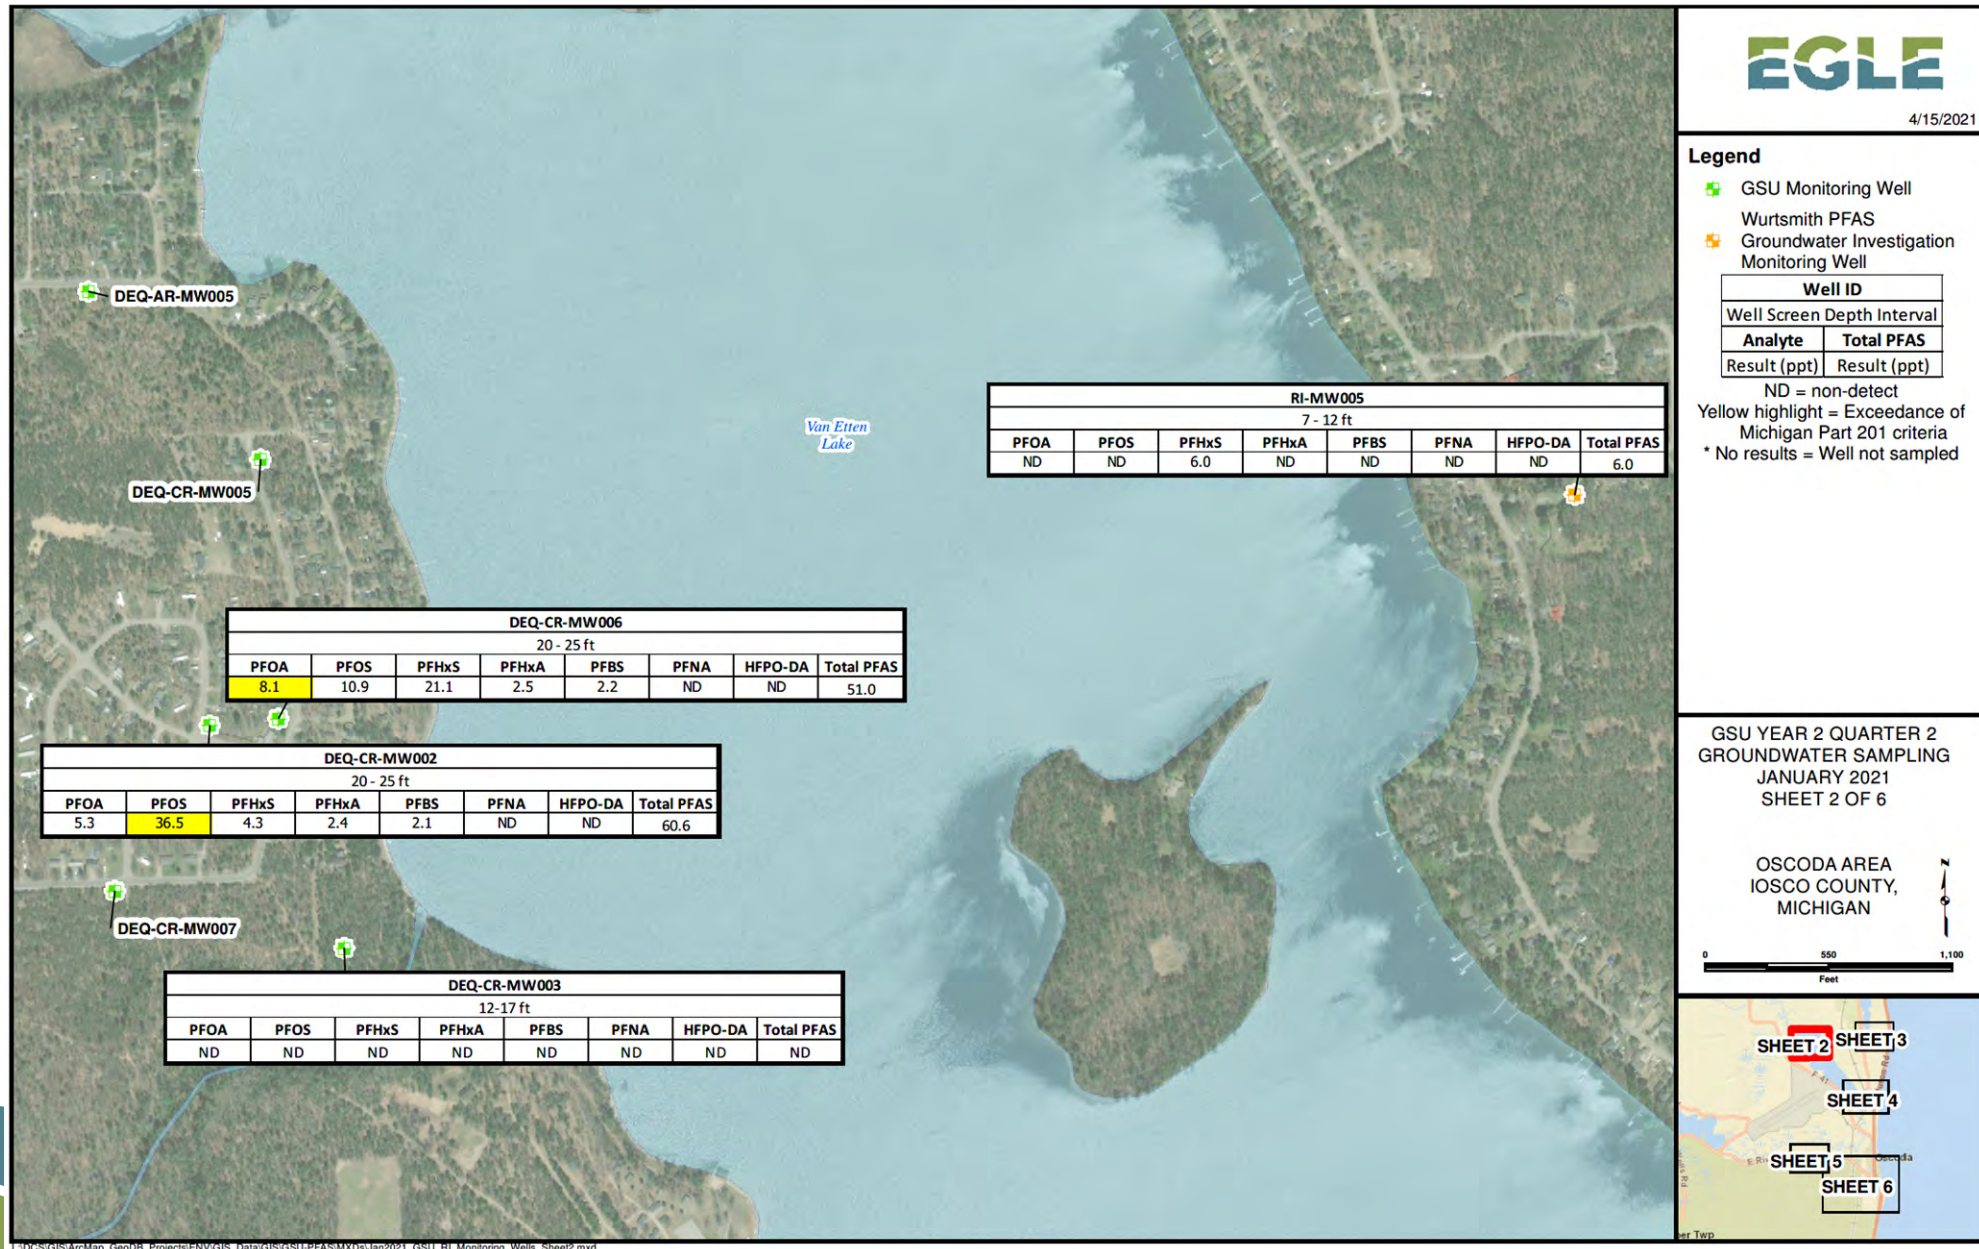 EGLE
4/15/2021
Legend
GSU Monitoring Well
Wurtsmith PFAS
Groundwater Investigation
Monitoring Well
Well ID
Well Screen Depth Interval
Analyte Total PFAS
Result (ppt) Result (ppt)
ND = non-detect
Yellow highlight = Exceedance of
Michigan Part 201 criteria
* No results = Well not sampled
DEQ-AR-MW005
Van Etten
Lake
RI-MW005
7 - 12 ft
PFOA PFOS PFHxS PFHxA PFBS PFNA HFPO-DA Total PFAS
ND ND 6.0 ND ND ND ND 6.0
DEQ-CR-MW005
DEQ-CR-MW006
20 - 25 ft
PFOA PFOS PFHxS PFHxA PFBS PFNA HFPO-DA Total PFAS
8.1 10.9 21.1 2.5 2.2 ND ND 51.0
DEQ-CR-MW002
20 - 25 ft
PFOA PFOS PFHxS PFHxA PFBS PFNA HFPO-DA Total PFAS
5.3 36.5 4.3 2.4 2.1 ND ND 60.6
DEQ-CR-MW007
DEQ-CR-MW003
12-17 ft
PFOA PFOS PFHxS PFHxA PFBS PFNA HFPO-DA Total PFAS
ND ND ND ND ND ND ND ND
GSU YEAR 2 QUARTER 2
GROUNDWATER SAMPLING
JANUARY 2021
SHEET 2 OF 6
OSCODA AREA
IOSCO COUNTY,
MICHIGAN
N
0 550 1,100
Feet
SHEET 2
SHEET 3
F 41
SHEET 4
SHEET 5
Oscoda
SHEET 6
er Twp